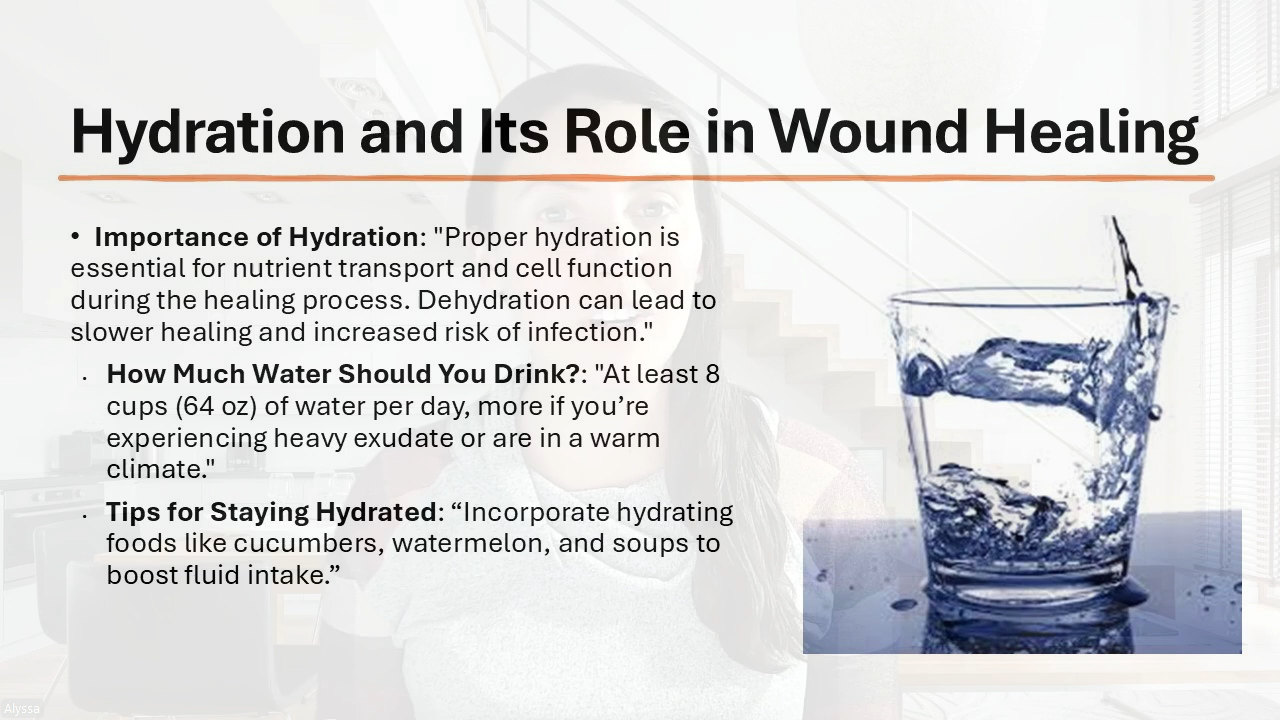 Hydration and Its Role in Wound Healing
• Importance of Hydration: "Proper hydration is
essential for nutrient transport and cell function
during the healing process. Dehydration can lead to
slower healing and increased risk of infection."
• How Much Water Should You Drink?: "At least 8
cups (64 oz) of water per day, more if you’re
experiencing heavy exudate or are in a warm
climate."
• Tips for Staying Hydrated: “Incorporate hydrating
foods like cucumbers, watermelon, and soups to
boost fluid intake.”
Alyssa